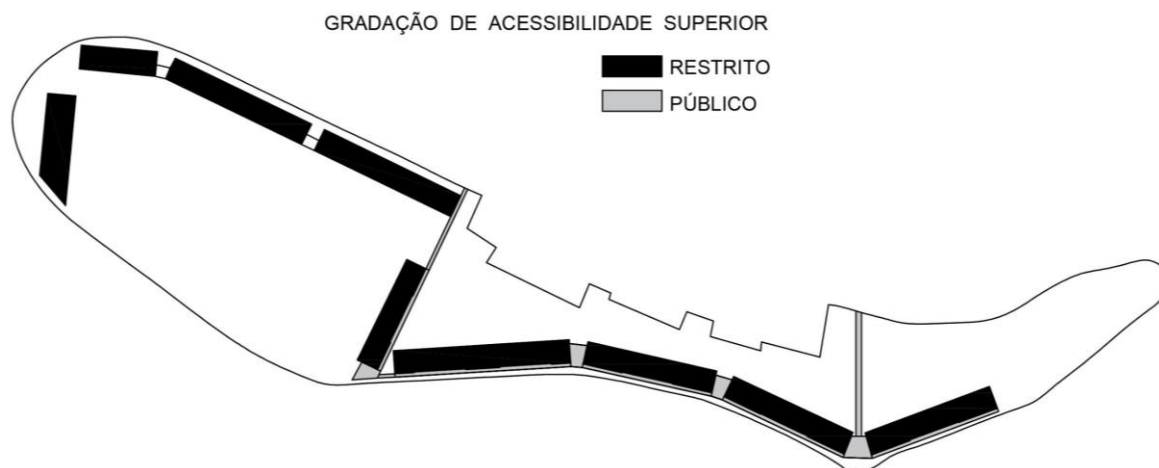 GRADAÇÃO DE ACESSIBILIDADE SUPERIOR
RESTRITO
PÚBLICO